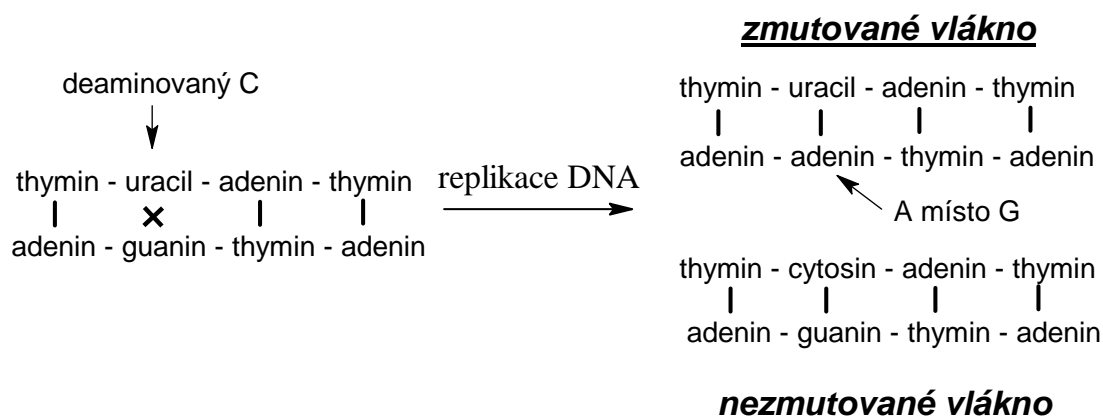 zmutované vlákno
deaminovaný C
thymin - uracil - adenin - thymin
adenin - adenin - thymin - adenin
thymin - uracil - adenin - thymin
adenin - guanin - thymin - adenin
replikace DNA
A místo G
thymin - cytosin - adenin - thymin
adenin - guanin - thymin - adenin
nezmutované vlákno